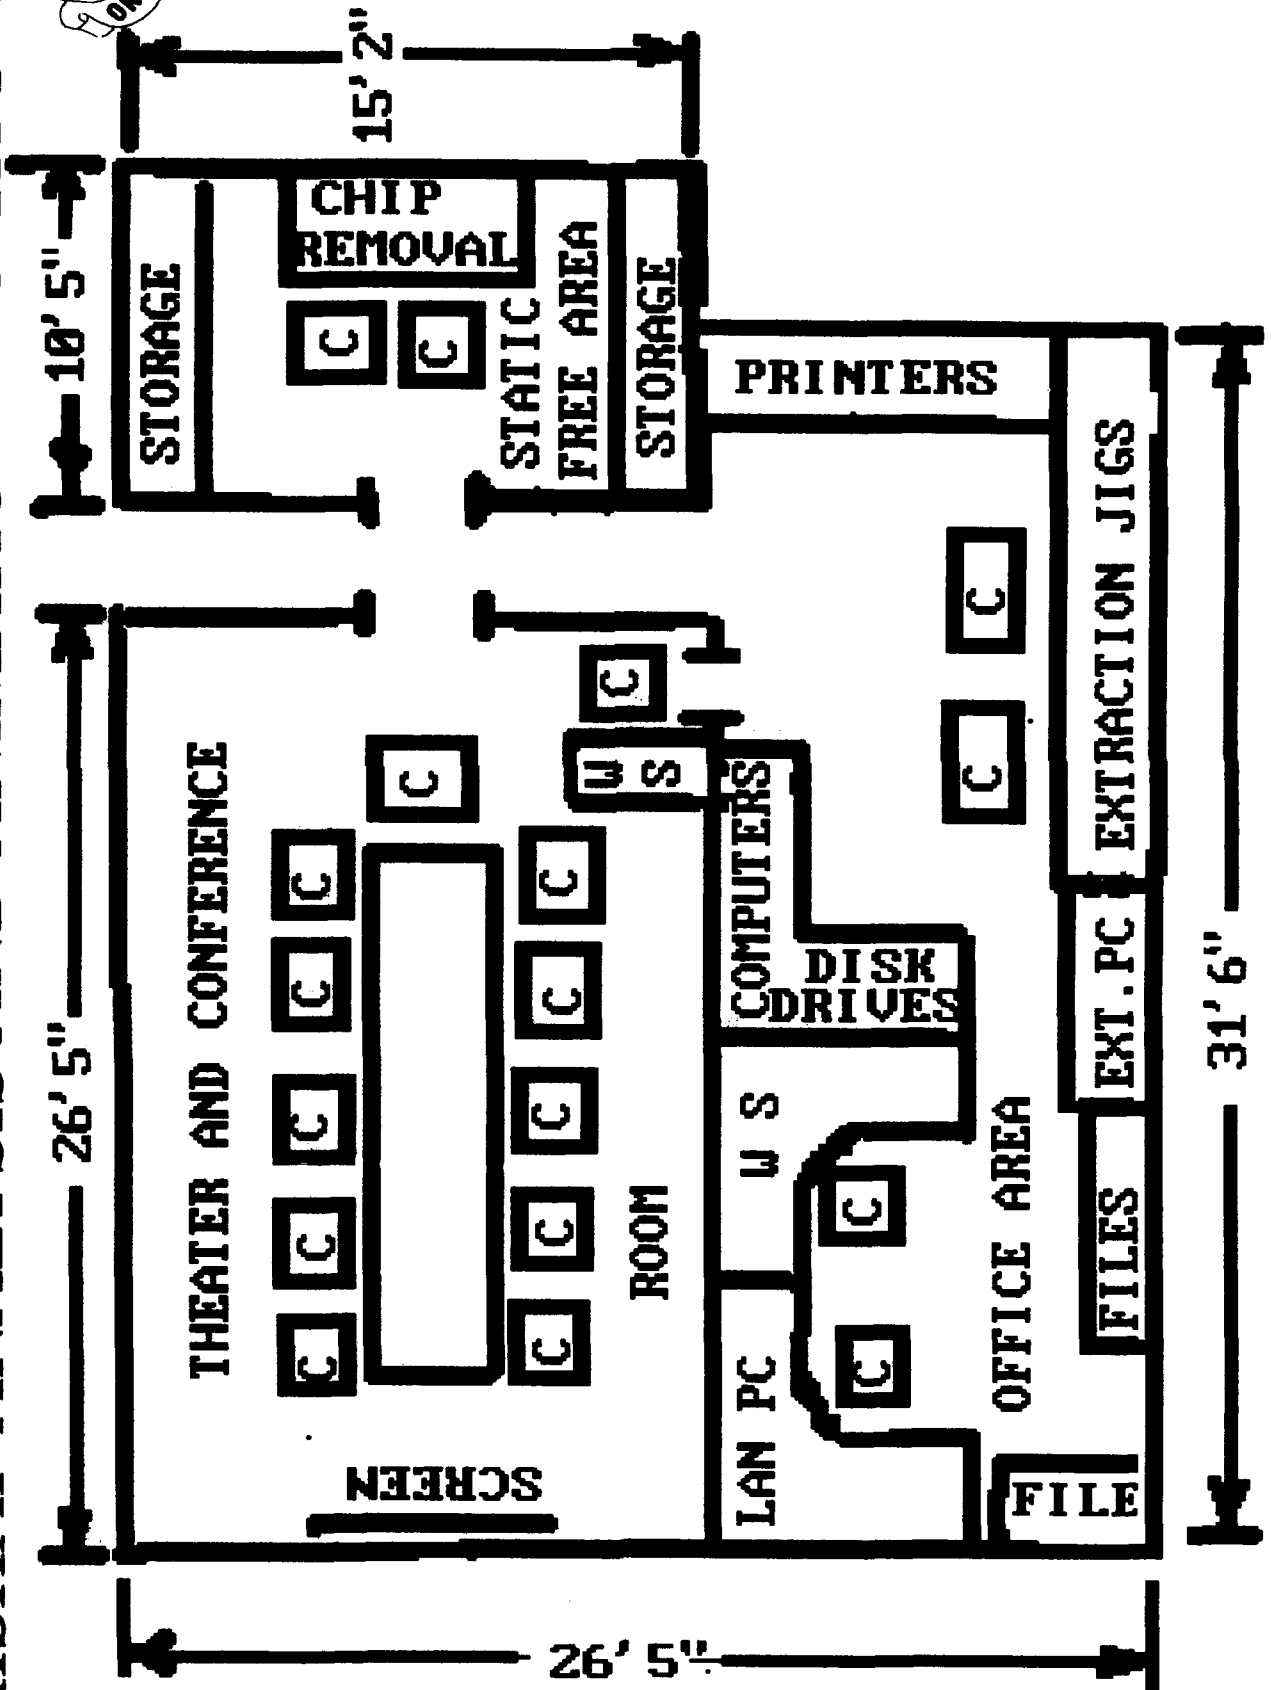 ON
15' 2"
10' 5"
STORAGE
CHIP
REMOVAL
C
C
STATIC
FREE AREA
STORAGE
PRINTERS
EXTRACTION JIGS
C
C
26' 5"
THEATER AND CONFERENCE
ROOM
C
W S
C
C
C
C
C
C
C
C
C
C
C
SCREEN
COMPUTERS
DISK
DRIVES
W S
C
C
LAN PC
OFFICE AREA
EXT.PC
FILES
FILE
31' 6"
26' 5"